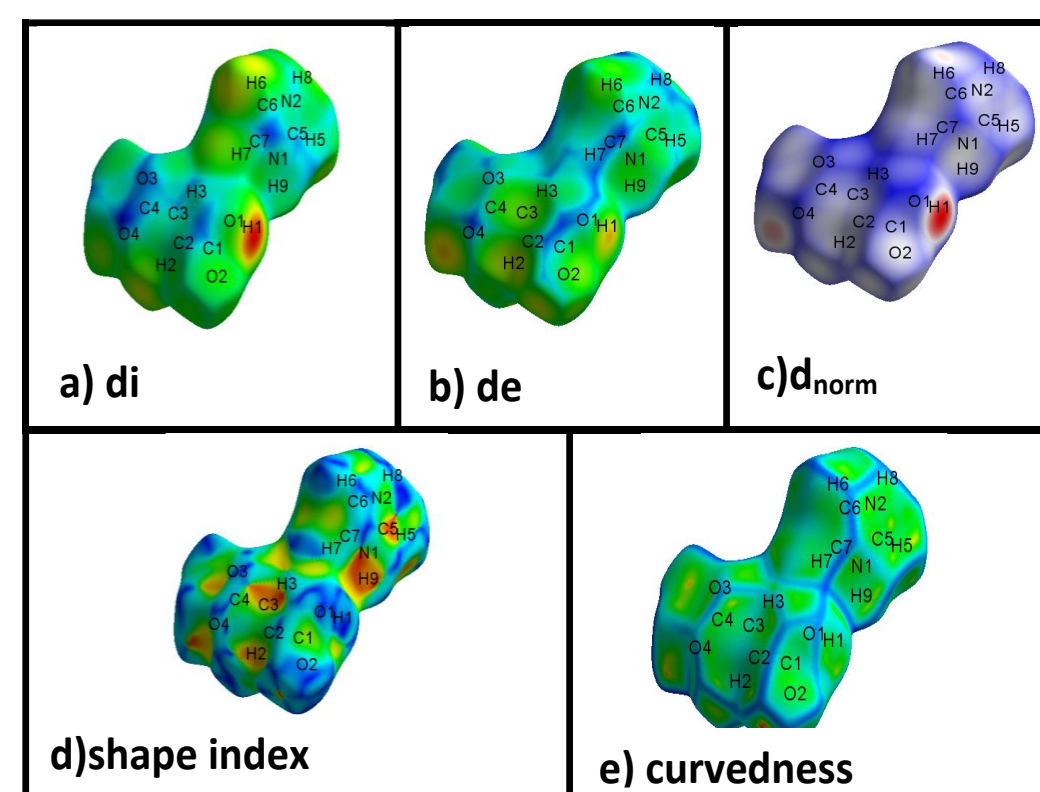 H6 H8
C6 N2
C7 C5 H5
H7 N1
O3 H3 H9
C4 C3 O1 H1
O4 C2 C1
H2 O2
a) di
H8
H6
C6 N2
C7 C5 H5
H7 N1
O3 H3 H9
C4 C3 O1 H1
O4 C2 C1
H2 O2
b) de
H6 H8
C6 N2
C7 C5 H5
H7 N1
O3 H3 H9
C4 C3 O1 H1
O4 C2 C1
H2 O2
c)dnorm
H6 H8
C6 N2
C7 C5 H5
H7 N1
O3 H3 H9
C4 C3 O1 H1
O4 C2 C1
H2 O2
d)shape index
H6 H8
C6 N2
C7 C5 H5
H7 N1
O3 H3 H9
C4 C3 O1 H1
O4 C2 C1
H2 O2
e) curvedness